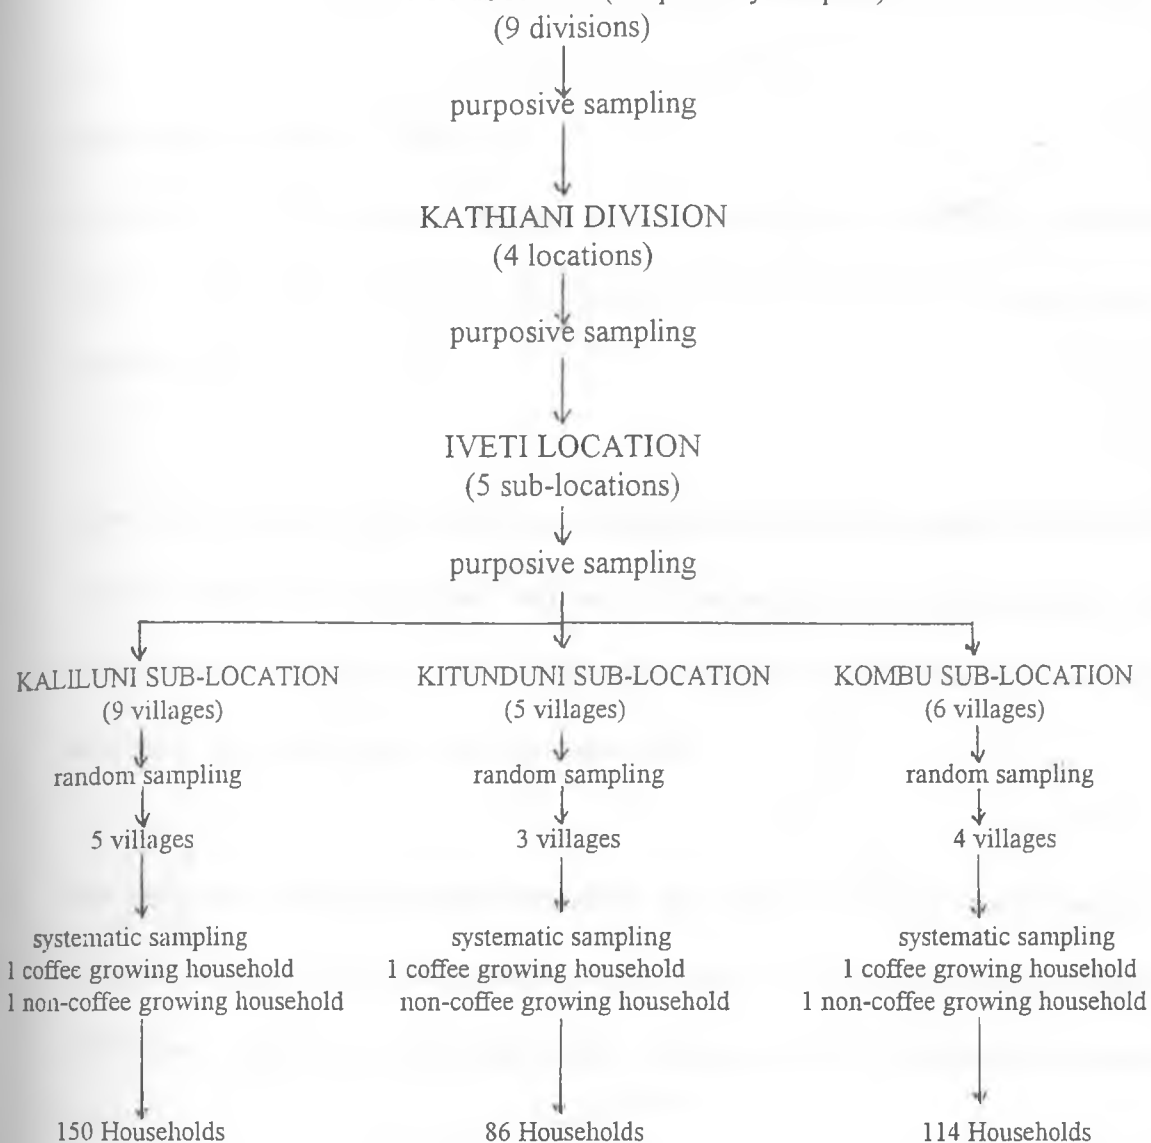 (9 divisions)
purposive sampling
KATHIANI DIVISION
(4 locations)
purposive sampling
IVETI LOCATION
(5 sub-locations)
purposive sampling
KALILUNI SUB-LOCATION KITUNDUNI SUB-LOCATION KOMBU SUB-LOCATION
(9 villages) (5 villages) (6 villages)
random sampling random sampling random sampling
5 villages 3 villages 4 villages
systematic sampling systematic sampling systematic sampling
1 coffee growing household 1 coffee growing household 1 coffee growing household
1 non-coffee growing household non-coffee growing household 1 non-coffee growing household
150 Households 86 Households 114 Households